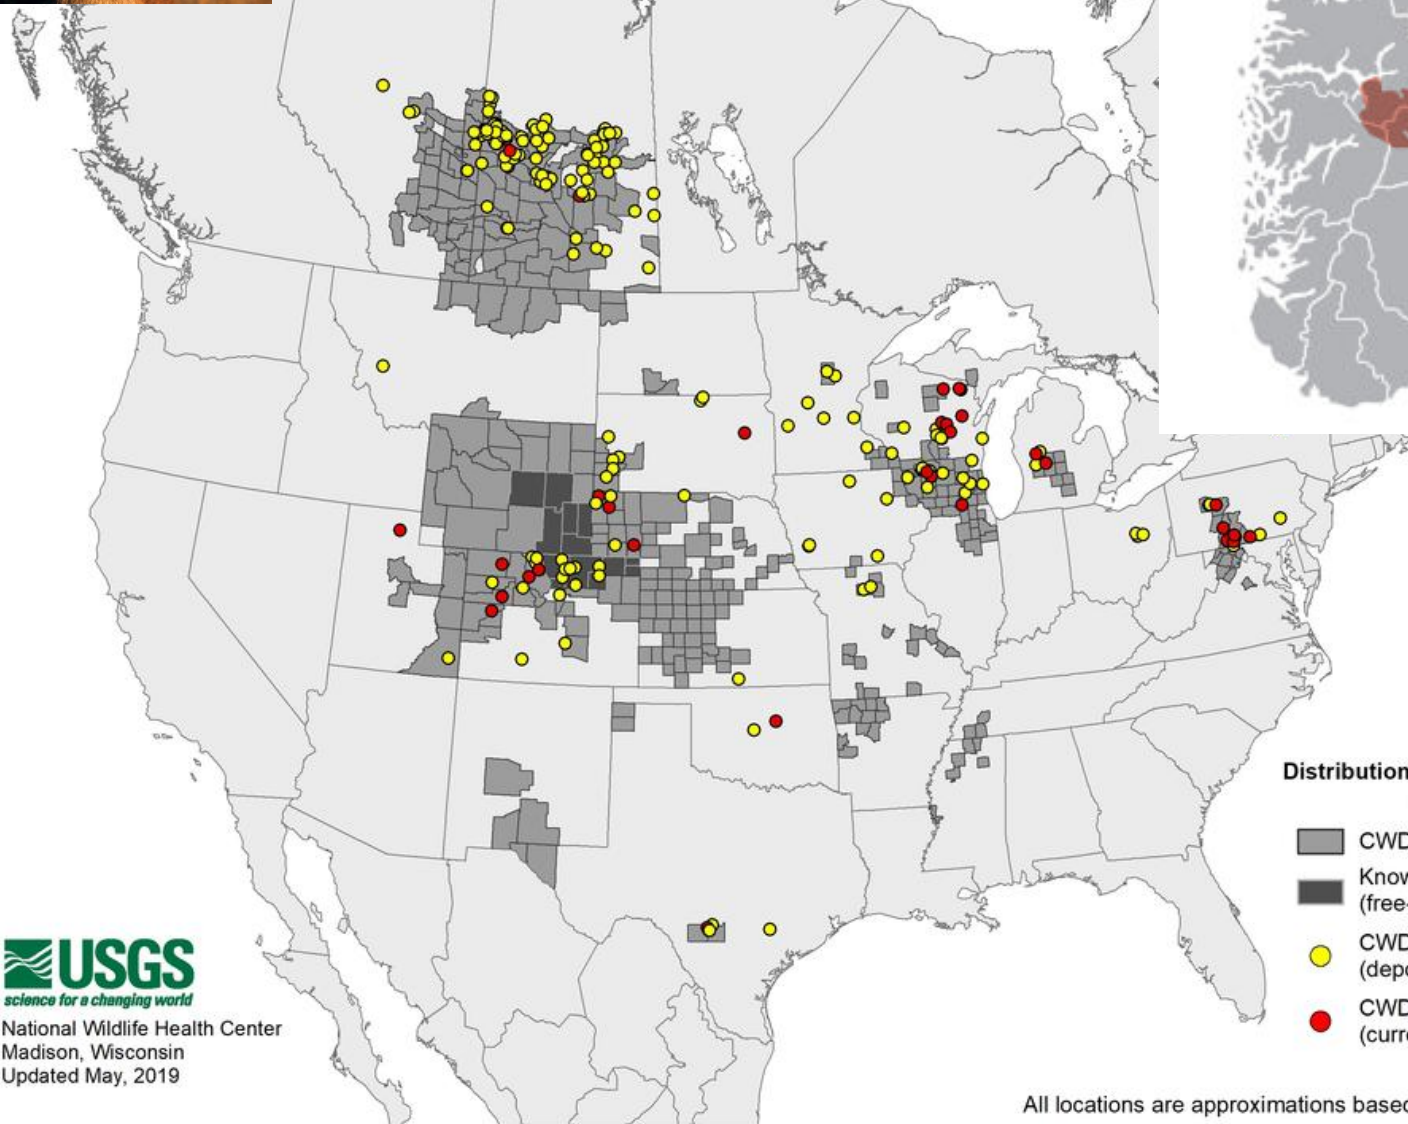 Distribution
CWD
Know
(free-
CWD
(depo
CWD
(curre
USGS
science for a changing world
National Wildlife Health Center
Madison, Wisconsin
Updated May, 2019
All locations are approximations based